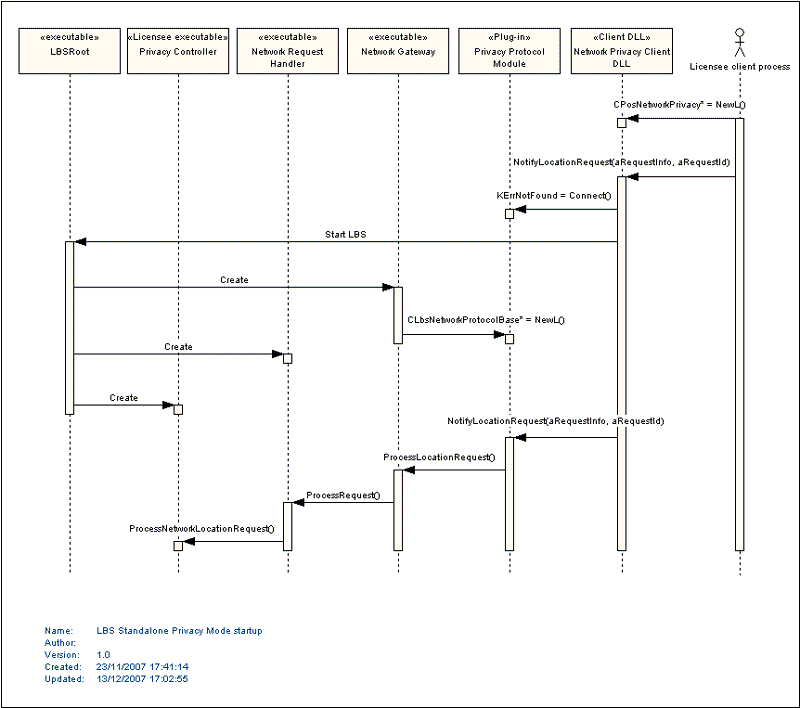 «executable»
LBSRoot
«Licensee executable»
Privacy Controller
«executable»
Network Request
Handler
«executable»
Network Gateway
«Plug-in»
Privacy Protocol
Module
«Client DLL»
Network Privacy Client
DLL
Licensee client process
CPosNetworkPrivacy* = NewL()
NotifyLocationRequest(aRequestInfo, aRequestId)
KErrNotFound = Connect()
Start LBS
Create
CLbsNetworkProtocolBase* = NewL()
Create
Create
NotifyLocationRequest(aRequestInfo, aRequestId)
ProcessLocationRequest()
ProcessRequest()
ProcessNetworkLocationRequest()
Name: LBS Standalone Privacy Mode startup
Author:
Version: 1.0
Created: 23/11/2007 17:41:14
Updated: 13/12/2007 17:02:55